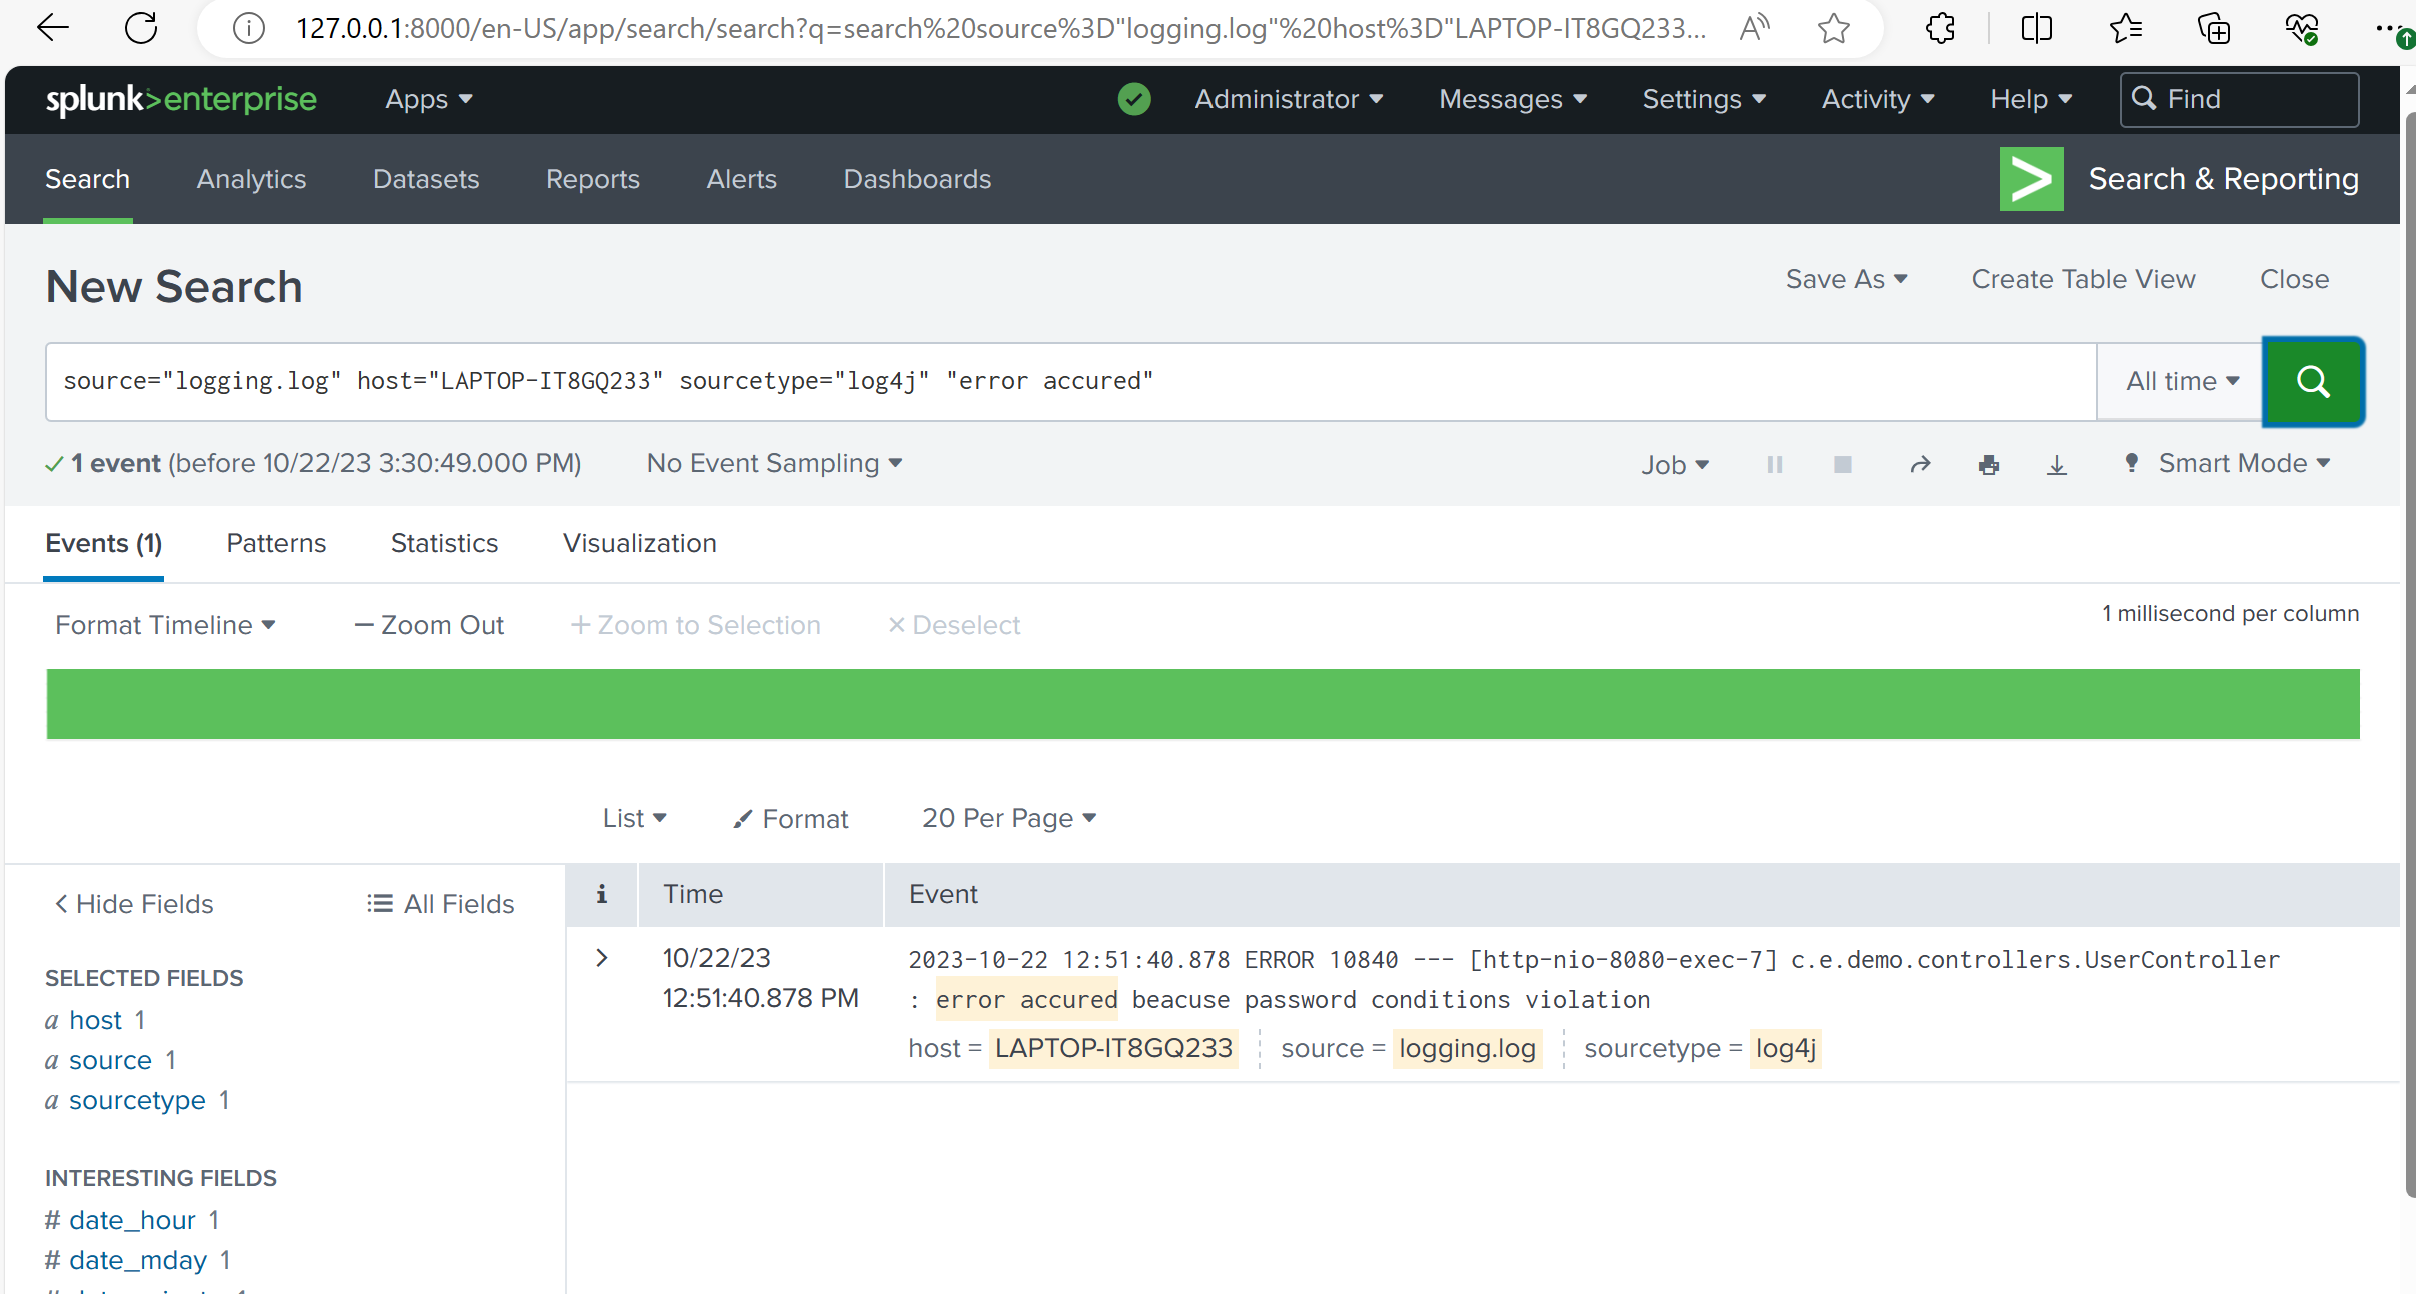 127.0.0.1:8000/en-US/app/search/search?q=search%20source%3D"logging.log"%20host%3D"LAPTOP-IT8GQ233...
splunk>enterprise Apps Administrator Messages Settings Activity Help Find
Search Analytics Datasets Reports Alerts Dashboards Search & Reporting
New Search Save As Create Table View Close
source="logging.log" host="LAPTOP-IT8GQ233" sourcetype="log4j" "error accured" All time
1 event (before 10/22/23 3:30:49.000 PM) No Event Sampling Job Smart Mode
Events (1) Patterns Statistics Visualization
Format Timeline — Zoom Out + Zoom to Selection × Deselect 1 millisecond per column
List Format 20 Per Page
< Hide Fields All Fields i Time Event
SELECTED FIELDS
a host 1
a source 1
a sourcetype 1
INTERESTING FIELDS
# date_hour 1
# date_mday 1
> 10/22/23 12:51:40.878 PM
2023-10-22 12:51:40.878 ERROR 10840 --- [http-nio-8080-exec-7] c.e.demo.controllers.UserController
: error accured beacuse password conditions violation
host = LAPTOP-IT8GQ233 source = logging.log sourcetype = log4j